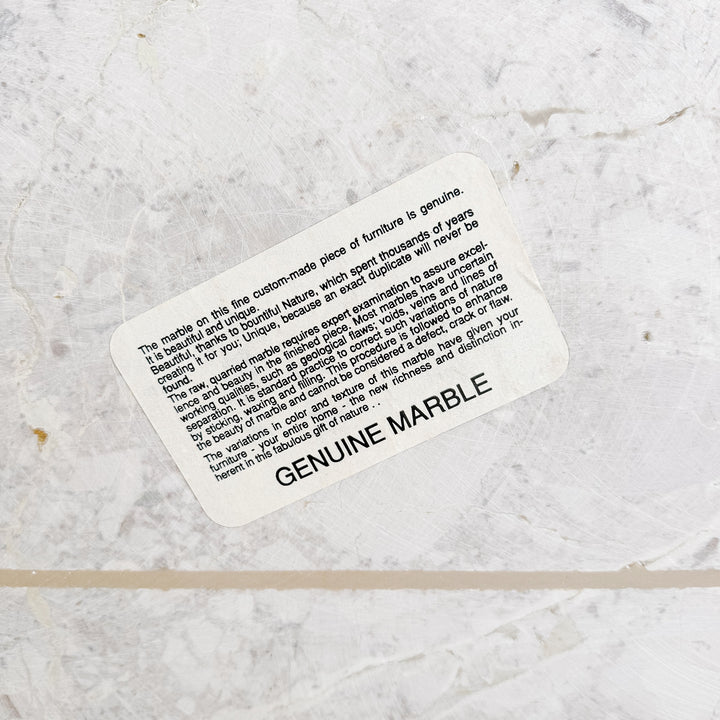 The marble on this fine custom-made piece of furniture is genuine.
It is beautiful and unique.
Beautiful, thanks to bountiful Nature, which spent thousands of years
creating it for you; Unique, because an exact duplicate will never be
found.
The raw, quarried marble requires expert examination to assure excel-
lence and beauty in the finished piece. Most marbles have uncertain
working qualities, such as geological flaws; voids, veins and lines of
separation. It is standard practice to correct such variations of nature
by sticking, waxing and filling. This procedure is followed to enhance
the beauty of marble and cannot be considered a defect, crack or flaw.
The variations in color and texture of this marble have given your
furniture - your entire home - the new richness and distinction in-
herent in this fabulous gift of nature . .
GENUINE MARBLE